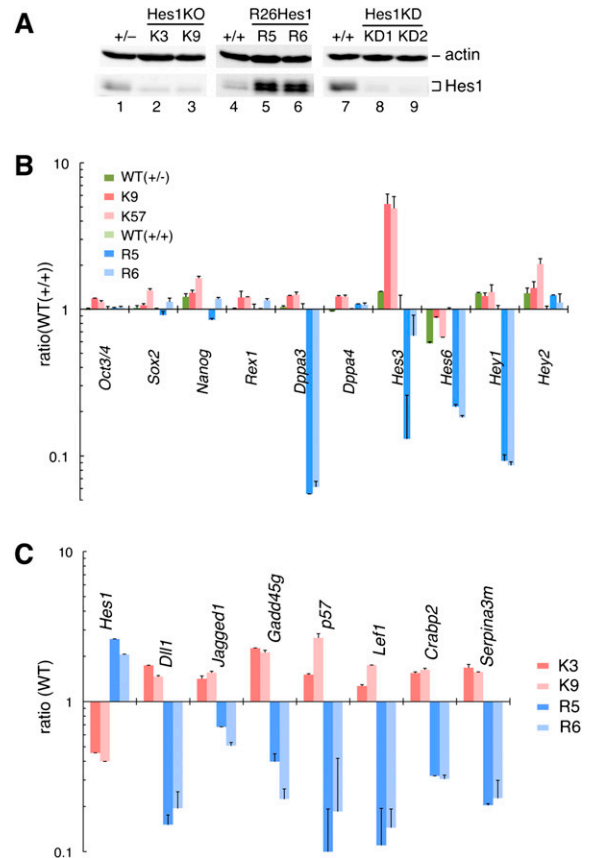 A
Hes1KO
R26Hes1
Hes1KD
+/− K3 K9
+/+ R5 R6
+/+ KD1 KD2
actin
Hes1
1 2 3 4 5 6 7 8 9
B
ratio(WT(+/+))
10
1
0.1
WT(+/-)
K9
K57
WT(+/+)
R5
R6
Oct3/4
Sox2
Nanog
Rex1
Dppa3
Dppa4
Hes3
Hes6
Hey1
Hey2
C
ratio (WT)
10
1
0.1
Hes1
Dll1
Jagged1
Gadd45g
p57
Lef1
Crabp2
Serpina3m
K3
K9
R5
R6